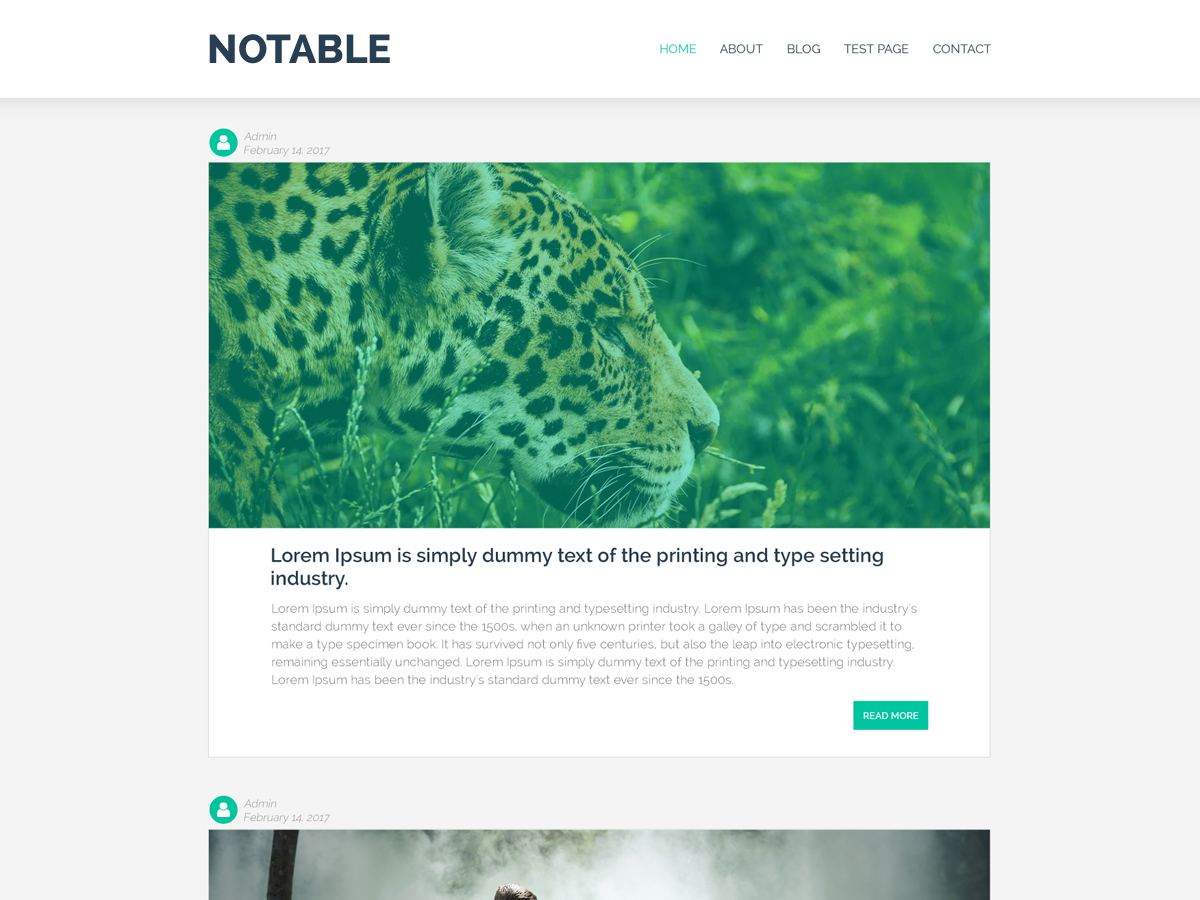 NOTABLE
HOME ABOUT BLOG TEST PAGE CONTACT
Admin
February 14, 2017
Lorem Ipsum is simply dummy text of the printing and type setting
industry.
Lorem Ipsum is simply dummy text of the printing and typesetting industry. Lorem Ipsum has been the industry's
standard dummy text ever since the 1500s, when an unknown printer took a galley of type and scrambled it to
make a type specimen book. It has survived not only five centuries, but also the leap into electronic typesetting,
remaining essentially unchanged. Lorem Ipsum is simply dummy text of the printing and typesetting industry.
Lorem Ipsum has been the industry's standard dummy text ever since the 1500s.
READ MORE
Admin
February 14, 2017